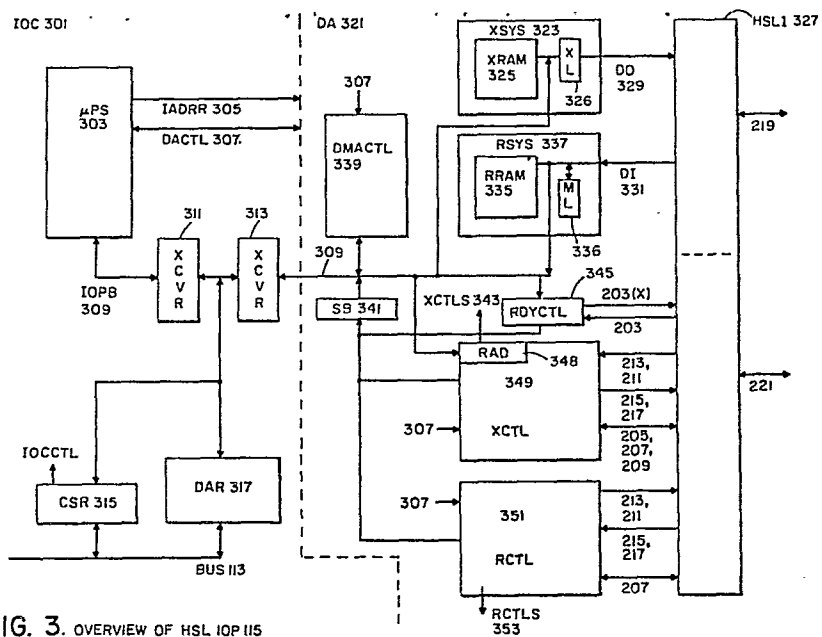 IOC 301
DA 321
HSL1 327
XSYS 323
XRAM
325
X
L
326
DO
329
219
µPS
303
IADRR 305
DACTL 307
307
DMACTL
339
RSYS 337
RRAM
335
M
L
336
DI
331
311
313
X
C
V
R
X
C
V
R
309
IOPB
309
SB 341
XCTLS 343
345
RDYCTL
203(X)
203
RAD
348
349
XCTL
307
213,
211
215,
217
205,
207,
209
221
IOCCTL
CSR 315
DAR 317
BUS 113
307
351
RCTL
213,
211
215,
217
207
RCTLS
353
IG. 3. OVERVIEW OF HSL IOP 115